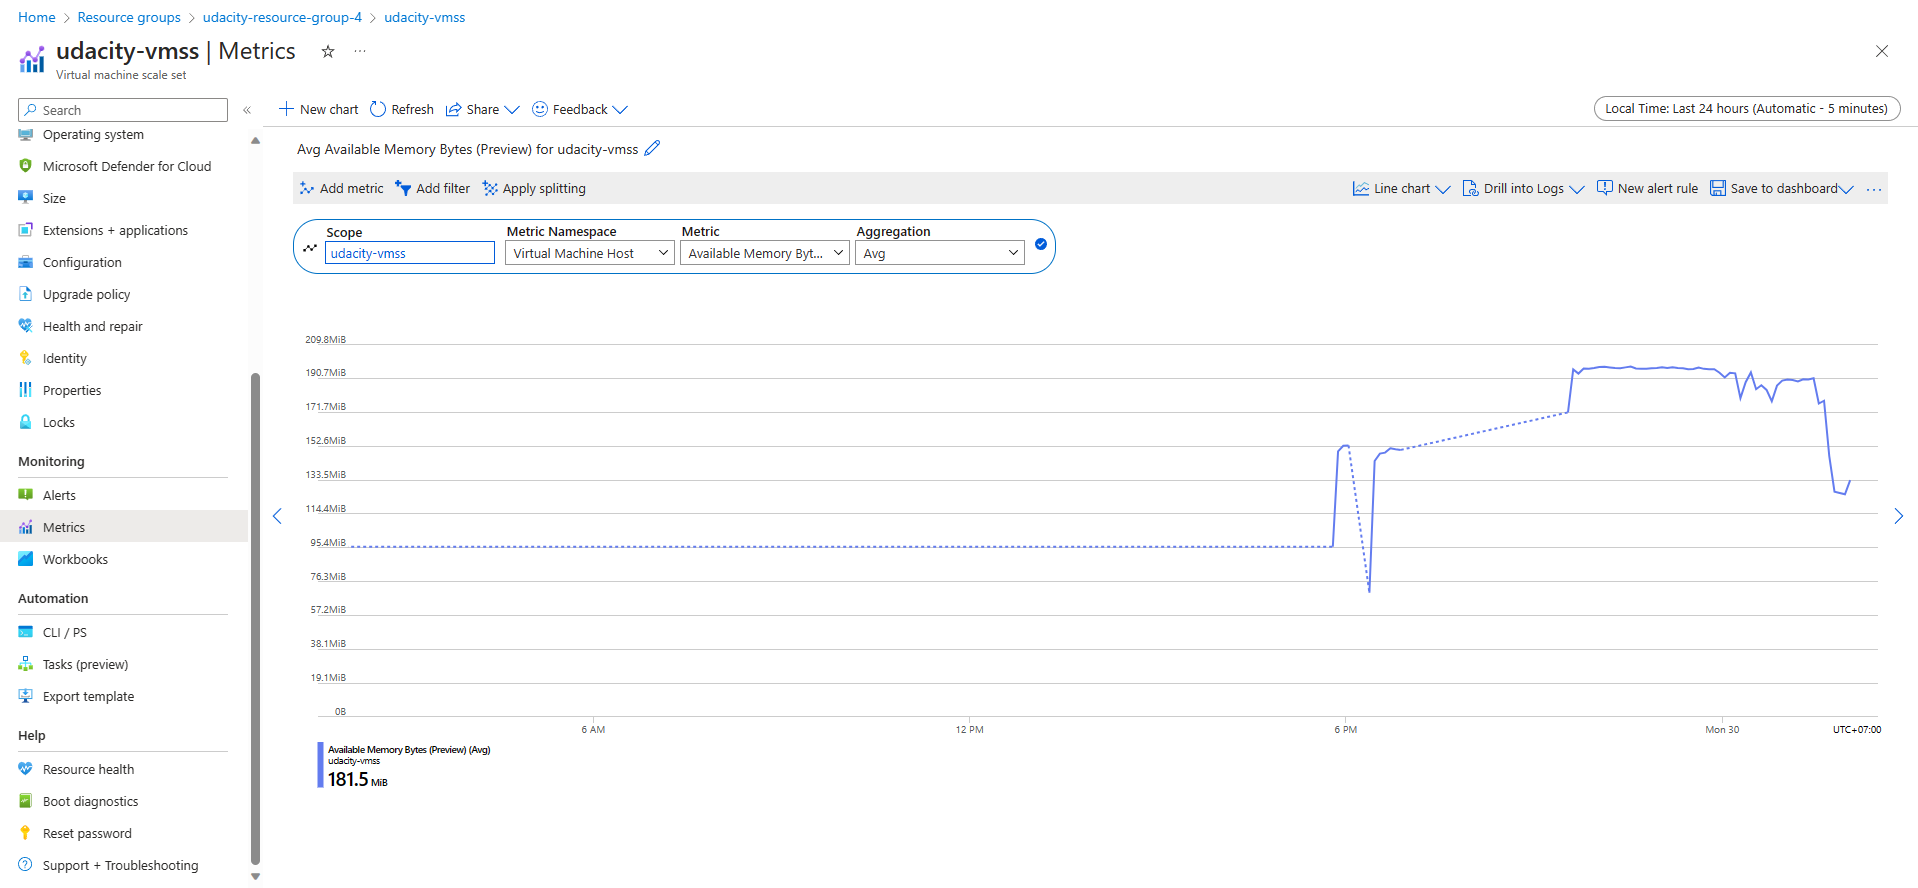 Home > Resource groups > udacity-resource-group-4 > udacity-vmss
udacity-vmss | Metrics ☆ ···
Virtual machine scale set
Search
«
Operating system
Microsoft Defender for Cloud
Size
Extensions + applications
Configuration
Upgrade policy
Health and repair
Identity
Properties
Locks
Monitoring
Alerts
Metrics
Workbooks
Automation
CLI / PS
Tasks (preview)
Export template
Help
Resource health
Boot diagnostics
Reset password
Support + Troubleshooting
New chart Refresh Share Feedback
Local Time: Last 24 hours (Automatic - 5 minutes)
Avg Available Memory Bytes (Preview) for udacity-vmss
Add metric Add filter Apply splitting Line chart Drill into Logs New alert rule Save to dashboard ···
Scope Metric Namespace Metric Aggregation
udacity-vmss Virtual Machine Host Available Memory Byt... Avg
209.8MiB
190.7MiB
171.7MiB
152.6MiB
133.5MiB
114.4MiB
95.4MiB
76.3MiB
57.2MiB
38.1MiB
19.1MiB
0B
6 AM 12 PM 6 PM Mon 30 UTC+07:00
Available Memory Bytes (Preview) (Avg)
udacity-vmss
181.5 MiB